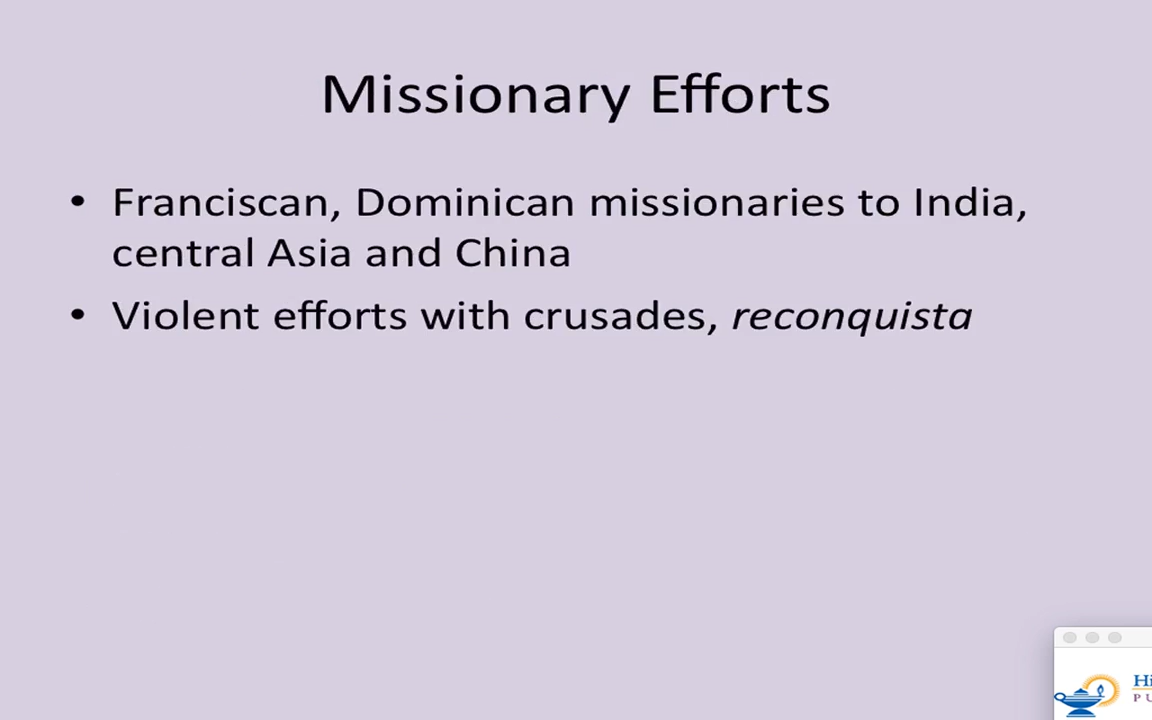 Missionary Efforts
• Franciscan, Dominican missionaries to India,
central Asia and China
• Violent efforts with crusades, reconquista